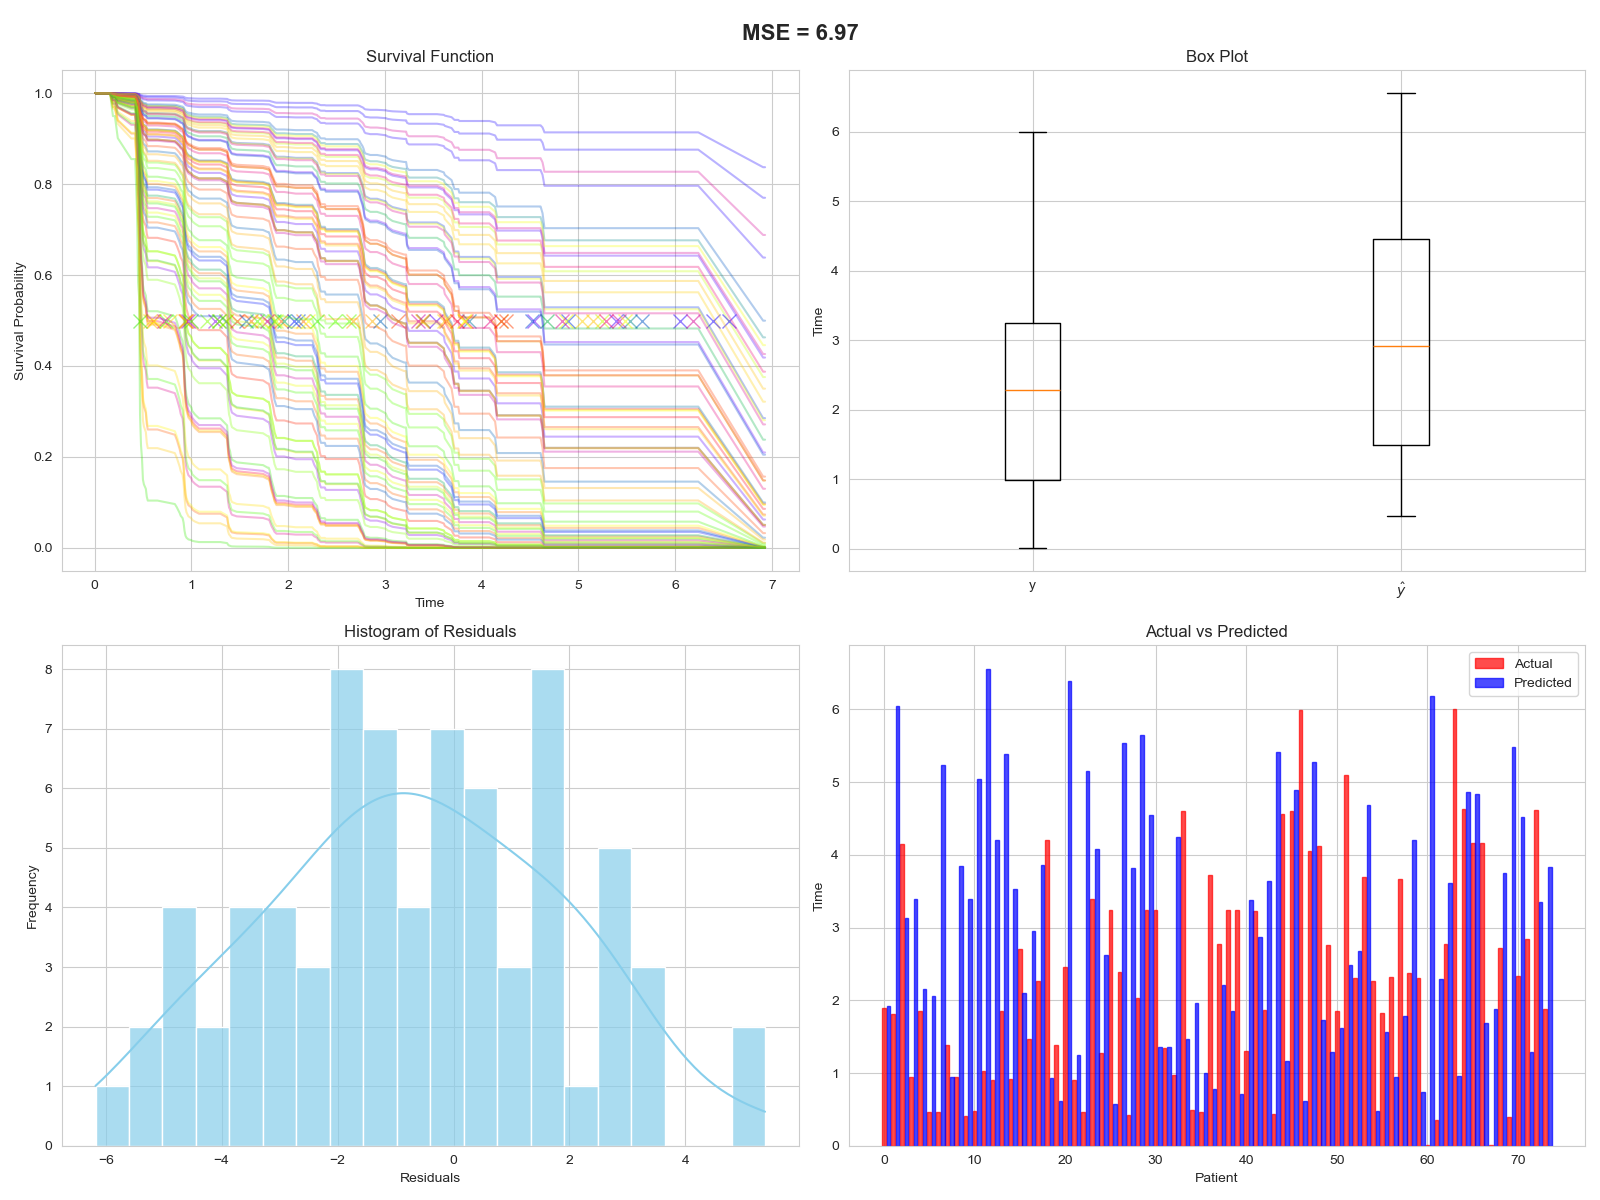 MSE = 6.97
Survival Function
Survival Probability
1.0
0.8
0.6
0.4
0.2
0.0
0 1 2 3 4 5 6 7
Time
Box Plot
Time
6
5
4
3
2
1
0
y ŷ
Histogram of Residuals
Frequency
8
7
6
5
4
3
2
1
0
−6 −4 −2 0 2 4
Residuals
Actual vs Predicted
Actual
Predicted
Time
6
5
4
3
2
1
0
0 10 20 30 40 50 60 70
Patient